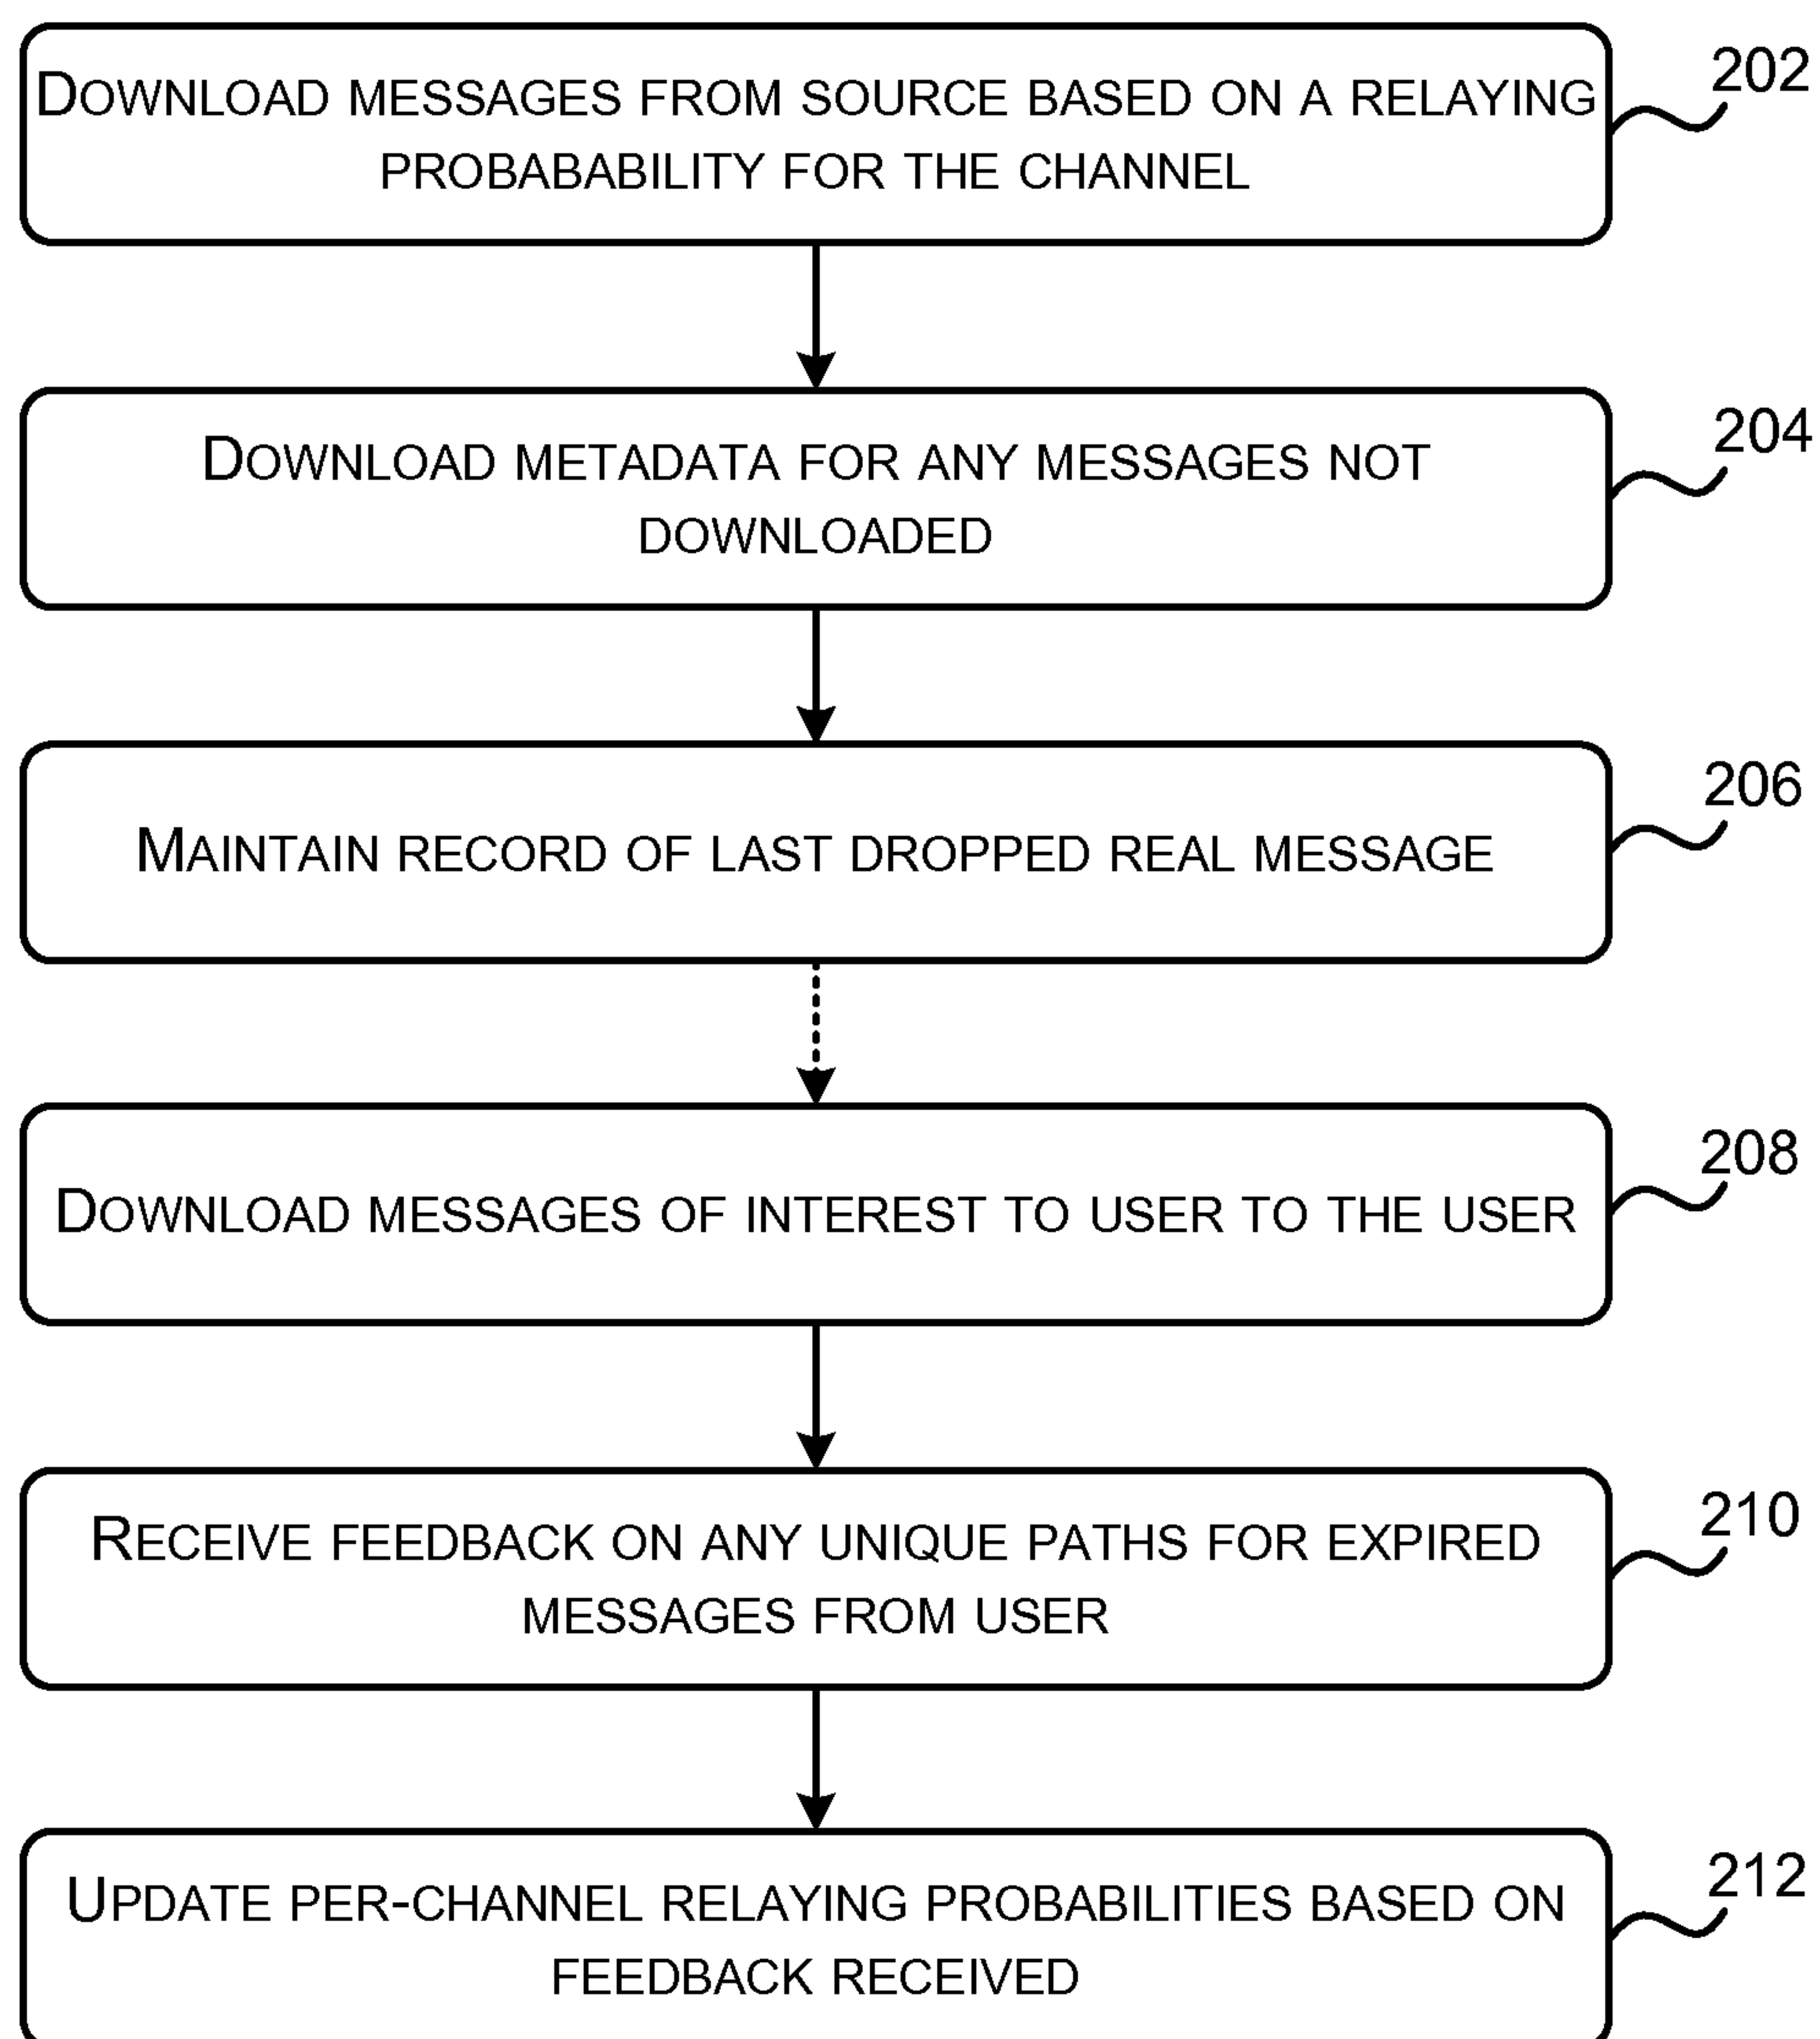 DOWNLOAD MESSAGES FROM SOURCE BASED ON A RELAYING
PROBABABILITY FOR THE CHANNEL
202
DOWNLOAD METADATA FOR ANY MESSAGES NOT
DOWNLOADED
204
MAINTAIN RECORD OF LAST DROPPED REAL MESSAGE
206
DOWNLOAD MESSAGES OF INTEREST TO USER TO THE USER
208
RECEIVE FEEDBACK ON ANY UNIQUE PATHS FOR EXPIRED
MESSAGES FROM USER
210
UPDATE PER-CHANNEL RELAYING PROBABILITIES BASED ON
FEEDBACK RECEIVED
212